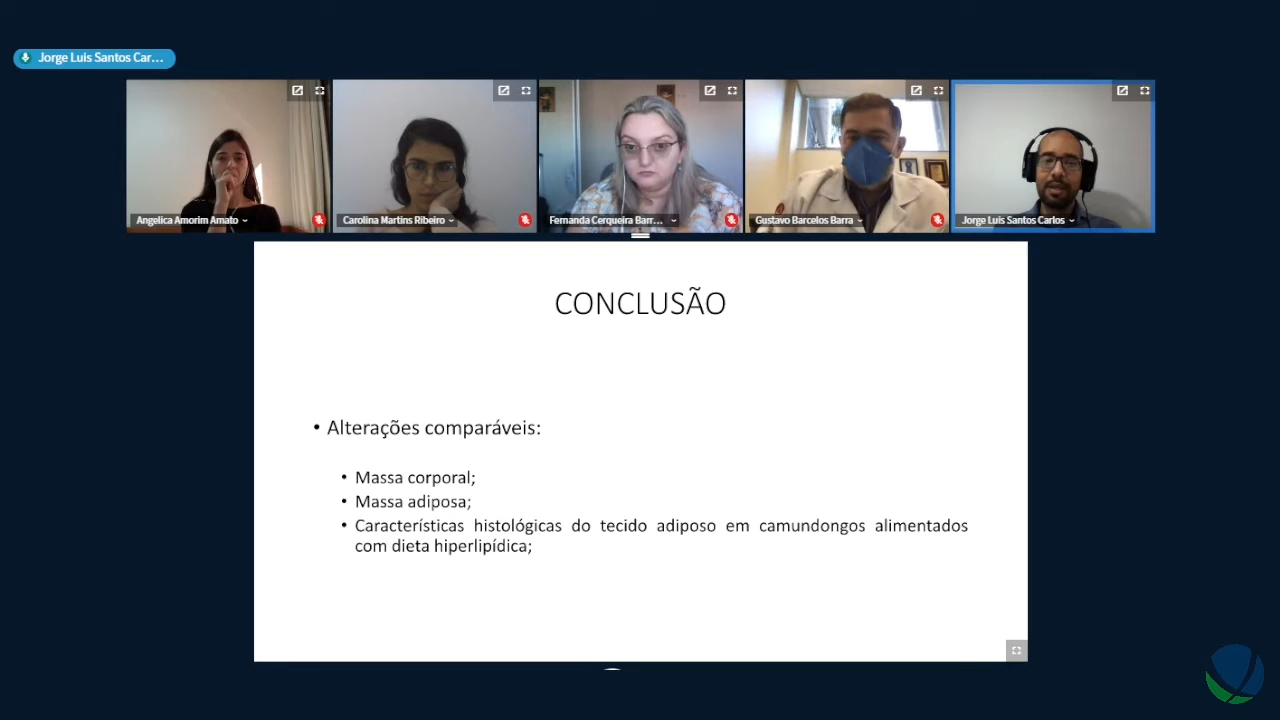 Jorge Luis Santos Car...
Angelica Amorim Amato
Carolina Martins Ribeiro
Fernanda Cerqueira Barr...
Gustavo Barcelos Barra
Jorge Luis Santos Carlos
CONCLUSÃO
• Alterações comparáveis:
• Massa corporal;
• Massa adiposa;
• Características histológicas do tecido adiposo em camundongos alimentados
com dieta hiperlipídica;